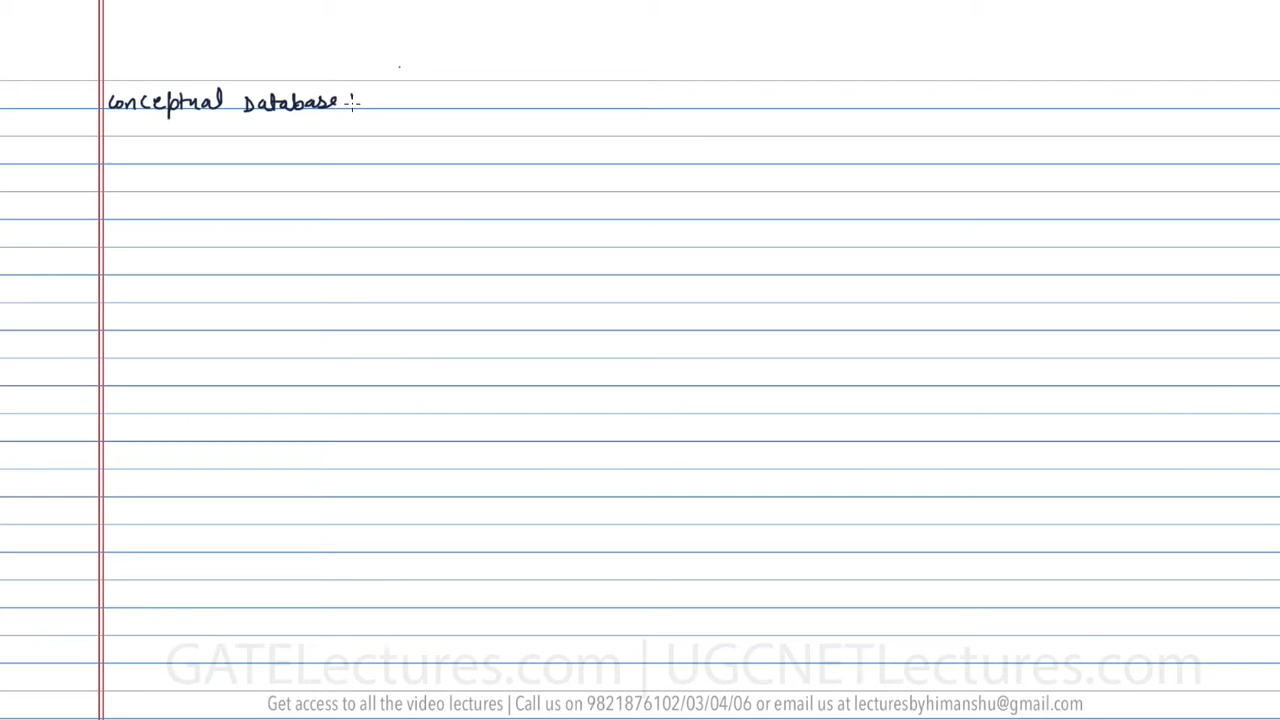 Conceptual Database :-
GATELectures.com | UGCNETLectures.com
Get access to all the video lectures | Call us on 9821876102/03/04/06 or email us at lecturesbyhimanshu@gmail.com